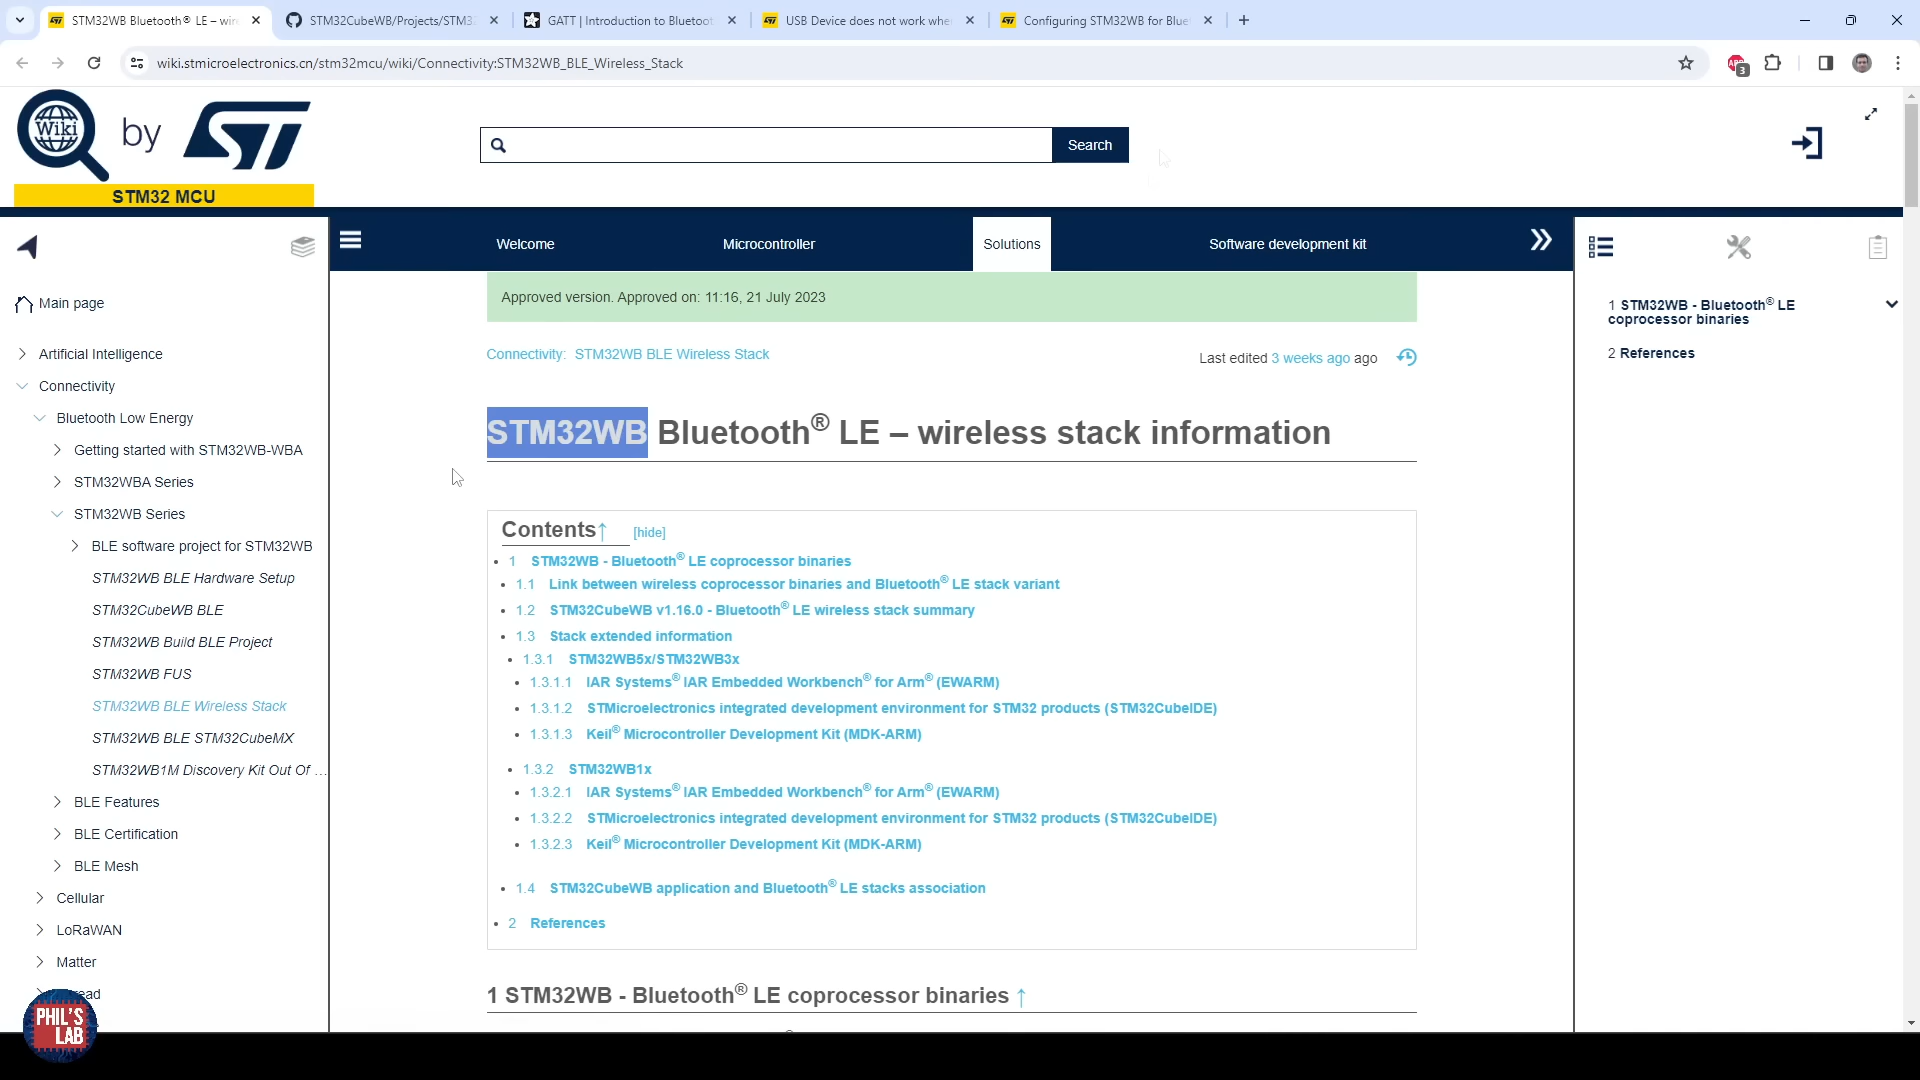 STM32WB Bluetooth® LE – wire
STM32CubeWB/Projects/STM32
GATT | Introduction to Bluetoot
USB Device does not work whe
Configuring STM32WB for Blue
wiki.stmicroelectronics.cn/stm32mcu/wiki/Connectivity:STM32WB_BLE_Wireless_Stack
ABP
3
Wiki
by
ST
STM32 MCU
Search
Welcome
Microcontroller
Solutions
Software development kit
Main page
Artificial Intelligence
Connectivity
Bluetooth Low Energy
Getting started with STM32WB-WBA
STM32WBA Series
STM32WB Series
BLE software project for STM32WB
STM32WB BLE Hardware Setup
STM32CubeWB BLE
STM32WB Build BLE Project
STM32WB FUS
STM32WB BLE Wireless Stack
STM32WB BLE STM32CubeMX
STM32WB1M Discovery Kit Out Of ...
BLE Features
BLE Certification
BLE Mesh
Cellular
LoRaWAN
Matter
read
PHIL'S
LAB
Approved version. Approved on: 11:16, 21 July 2023
Connectivity: STM32WB BLE Wireless Stack
Last edited 3 weeks ago ago
STM32WB Bluetooth® LE – wireless stack information
Contents↑ [hide]
• 1 STM32WB - Bluetooth® LE coprocessor binaries
• 1.1 Link between wireless coprocessor binaries and Bluetooth® LE stack variant
• 1.2 STM32CubeWB v1.16.0 - Bluetooth® LE wireless stack summary
• 1.3 Stack extended information
• 1.3.1 STM32WB5x/STM32WB3x
• 1.3.1.1 IAR Systems® IAR Embedded Workbench® for Arm® (EWARM)
• 1.3.1.2 STMicroelectronics integrated development environment for STM32 products (STM32CubeIDE)
• 1.3.1.3 Keil® Microcontroller Development Kit (MDK-ARM)
• 1.3.2 STM32WB1x
• 1.3.2.1 IAR Systems® IAR Embedded Workbench® for Arm® (EWARM)
• 1.3.2.2 STMicroelectronics integrated development environment for STM32 products (STM32CubeIDE)
• 1.3.2.3 Keil® Microcontroller Development Kit (MDK-ARM)
• 1.4 STM32CubeWB application and Bluetooth® LE stacks association
• 2 References
1 STM32WB - Bluetooth® LE coprocessor binaries ↑
1 STM32WB - Bluetooth® LE
coprocessor binaries
2 References